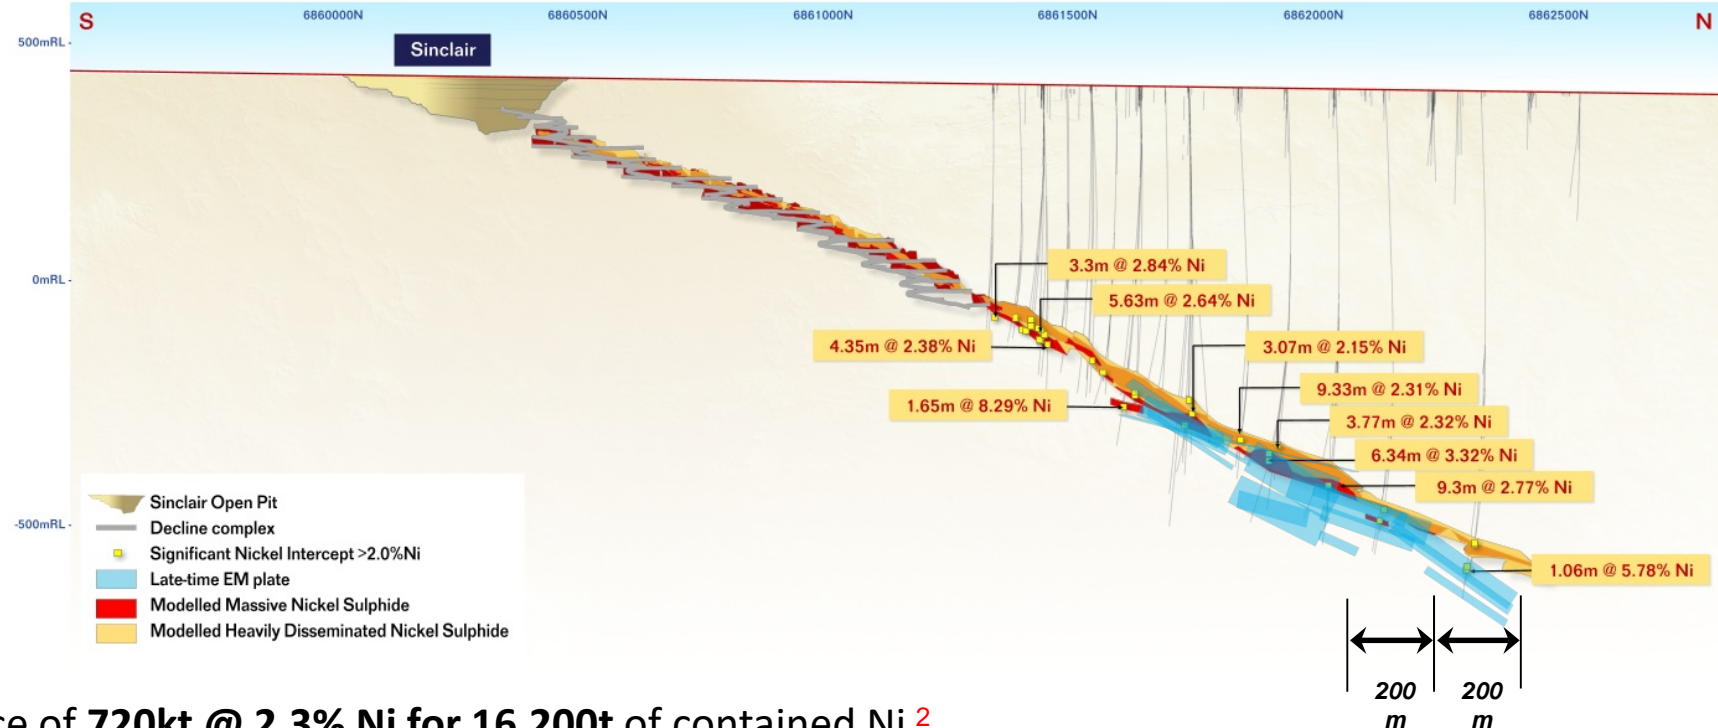 S 6860000N 6860500N 6861000N 6861500N 6862000N 6862500N N
500mRL
Sinclair
0mRL
3.3m @ 2.84% Ni
5.63m @ 2.64% Ni
4.35m @ 2.38% Ni
3.07m @ 2.15% Ni
9.33m @ 2.31% Ni
1.65m @ 8.29% Ni
3.77m @ 2.32% Ni
6.34m @ 3.32% Ni
9.3m @ 2.77% Ni
-500mRL
1.06m @ 5.78% Ni
Sinclair Open Pit
Decline complex
Significant Nickel Intercept >2.0%Ni
Late-time EM plate
Modelled Massive Nickel Sulphide
Modelled Heavily Disseminated Nickel Sulphide
200 200
m m
ce of 720kt @ 2.3% Ni for 16,200t of contained Ni 2